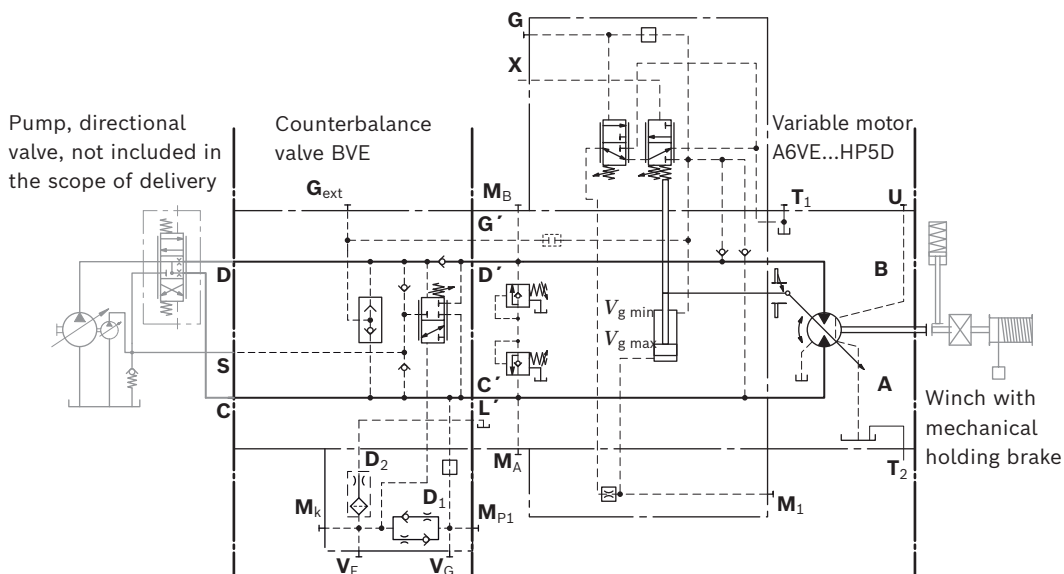 G
X
Pump, directional
valve, not included in
the scope of delivery
Counterbalance
valve BVE
Variable motor
A6VE...HP5D
Gext
MB
T1
U
G´
D
D´
B
Vg min
Vg max
S
C´
C
L´
A
Winch with
mechanical
holding brake
D2
MA
T2
Mk
D1
MP1
M1
VF
VG